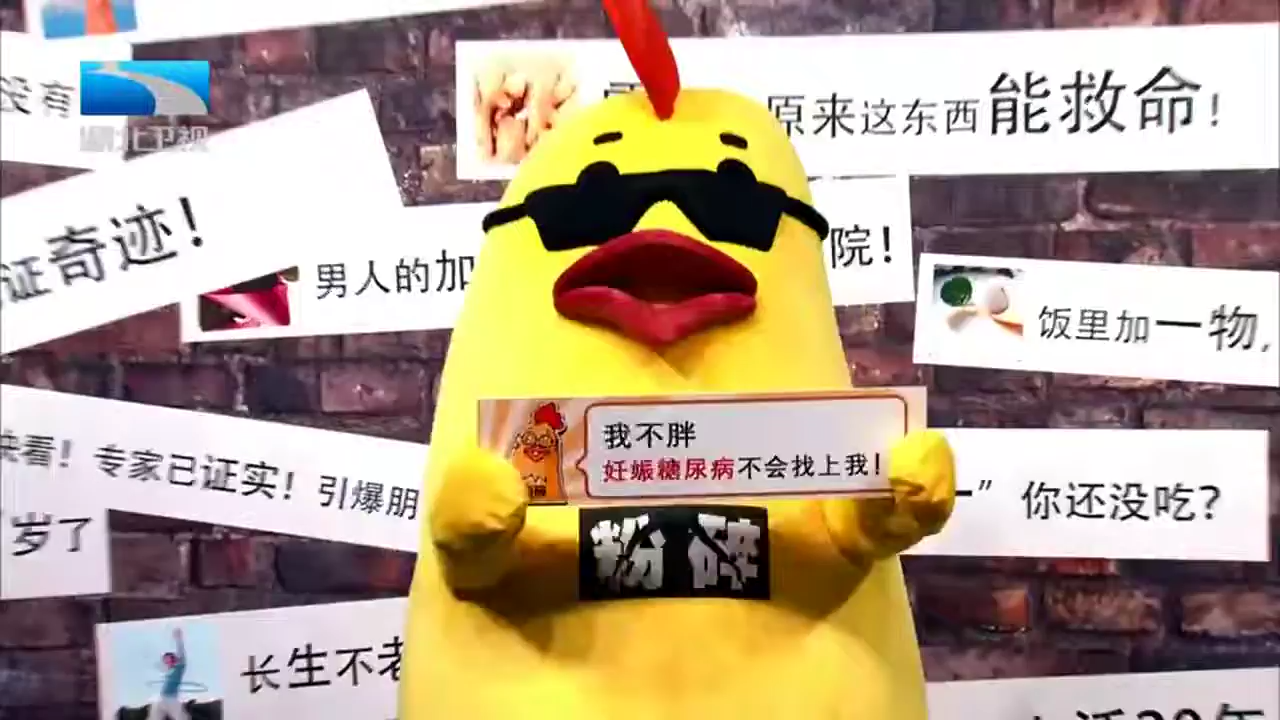 没有
湖北卫视
原来这东西能救命！
证奇迹！
男人的加
院！
饭里加一物，
快看！专家已证实！引爆朋
我不胖
妊娠糖尿病不会找上我！
” 你还没吃？
岁了
粉碎
长生不老